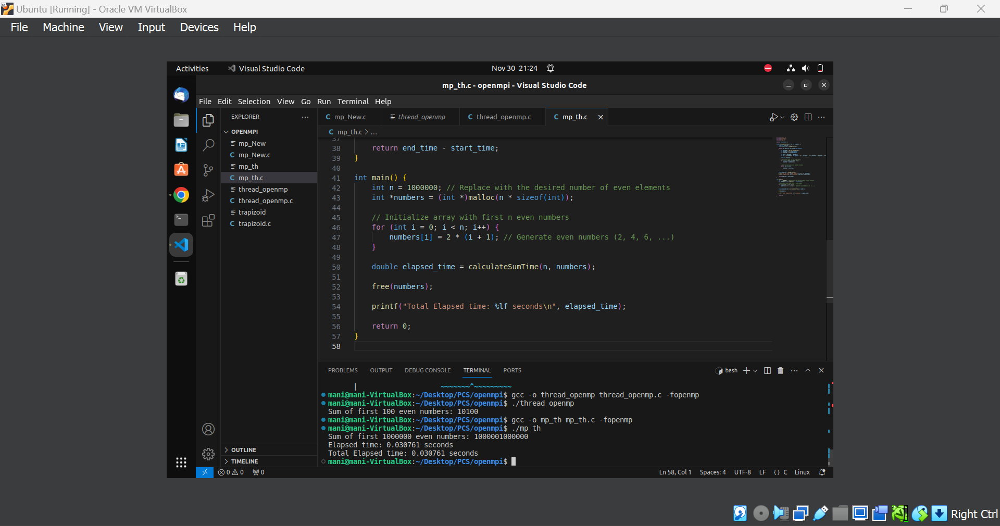 Ubuntu [Running] - Oracle VM VirtualBox
File Machine View Input Devices Help
Activities Visual Studio Code Nov 30 21:24
mp_th.c - openmpi - Visual Studio Code
File Edit Selection View Go Run Terminal Help
EXPLORER
C mp_New.c thread_openmp C thread_openmp.c C mp_th.c
OPENMPI
mp_New
C mp_New.c
mp_th
C mp_th.c
thread_openmp
C thread_openmp.c
trapizoid
C trapizoid.c
OUTLINE
TIMELINE
C mp_th.c > ...
37
38 return end_time - start_time;
39 }
40
41 int main() {
42 int n = 1000000; // Replace with the desired number of even elements
43 int *numbers = (int *)malloc(n * sizeof(int));
44
45 // Initialize array with first n even numbers
46 for (int i = 0; i < n; i++) {
47 numbers[i] = 2 * (i + 1); // Generate even numbers (2, 4, 6, ...)
48 }
49
50 double elapsed_time = calculateSumTime(n, numbers);
51
52 free(numbers);
53
54 printf("Total Elapsed time: %lf seconds\n", elapsed_time);
55
56 return 0;
57 }
58
PROBLEMS OUTPUT DEBUG CONSOLE TERMINAL PORTS bash
| ~~~~~~~^~~~~~~~~~
mani@mani-VirtualBox:~/Desktop/PCS/openmpi$ gcc -o thread_openmp thread_openmp.c -fopenmp
mani@mani-VirtualBox:~/Desktop/PCS/openmpi$ ./thread_openmp
Sum of first 100 even numbers: 10100
mani@mani-VirtualBox:~/Desktop/PCS/openmpi$ gcc -o mp_th mp_th.c -fopenmp
mani@mani-VirtualBox:~/Desktop/PCS/openmpi$ ./mp_th
Sum of first 1000000 even numbers: 1000001000000
Elapsed time: 0.030761 seconds
Total Elapsed time: 0.030761 seconds
mani@mani-VirtualBox:~/Desktop/PCS/openmpi$
0 0 0 Ln 58, Col 1 Spaces: 4 UTF-8 LF {} C Linux
Right Ctrl